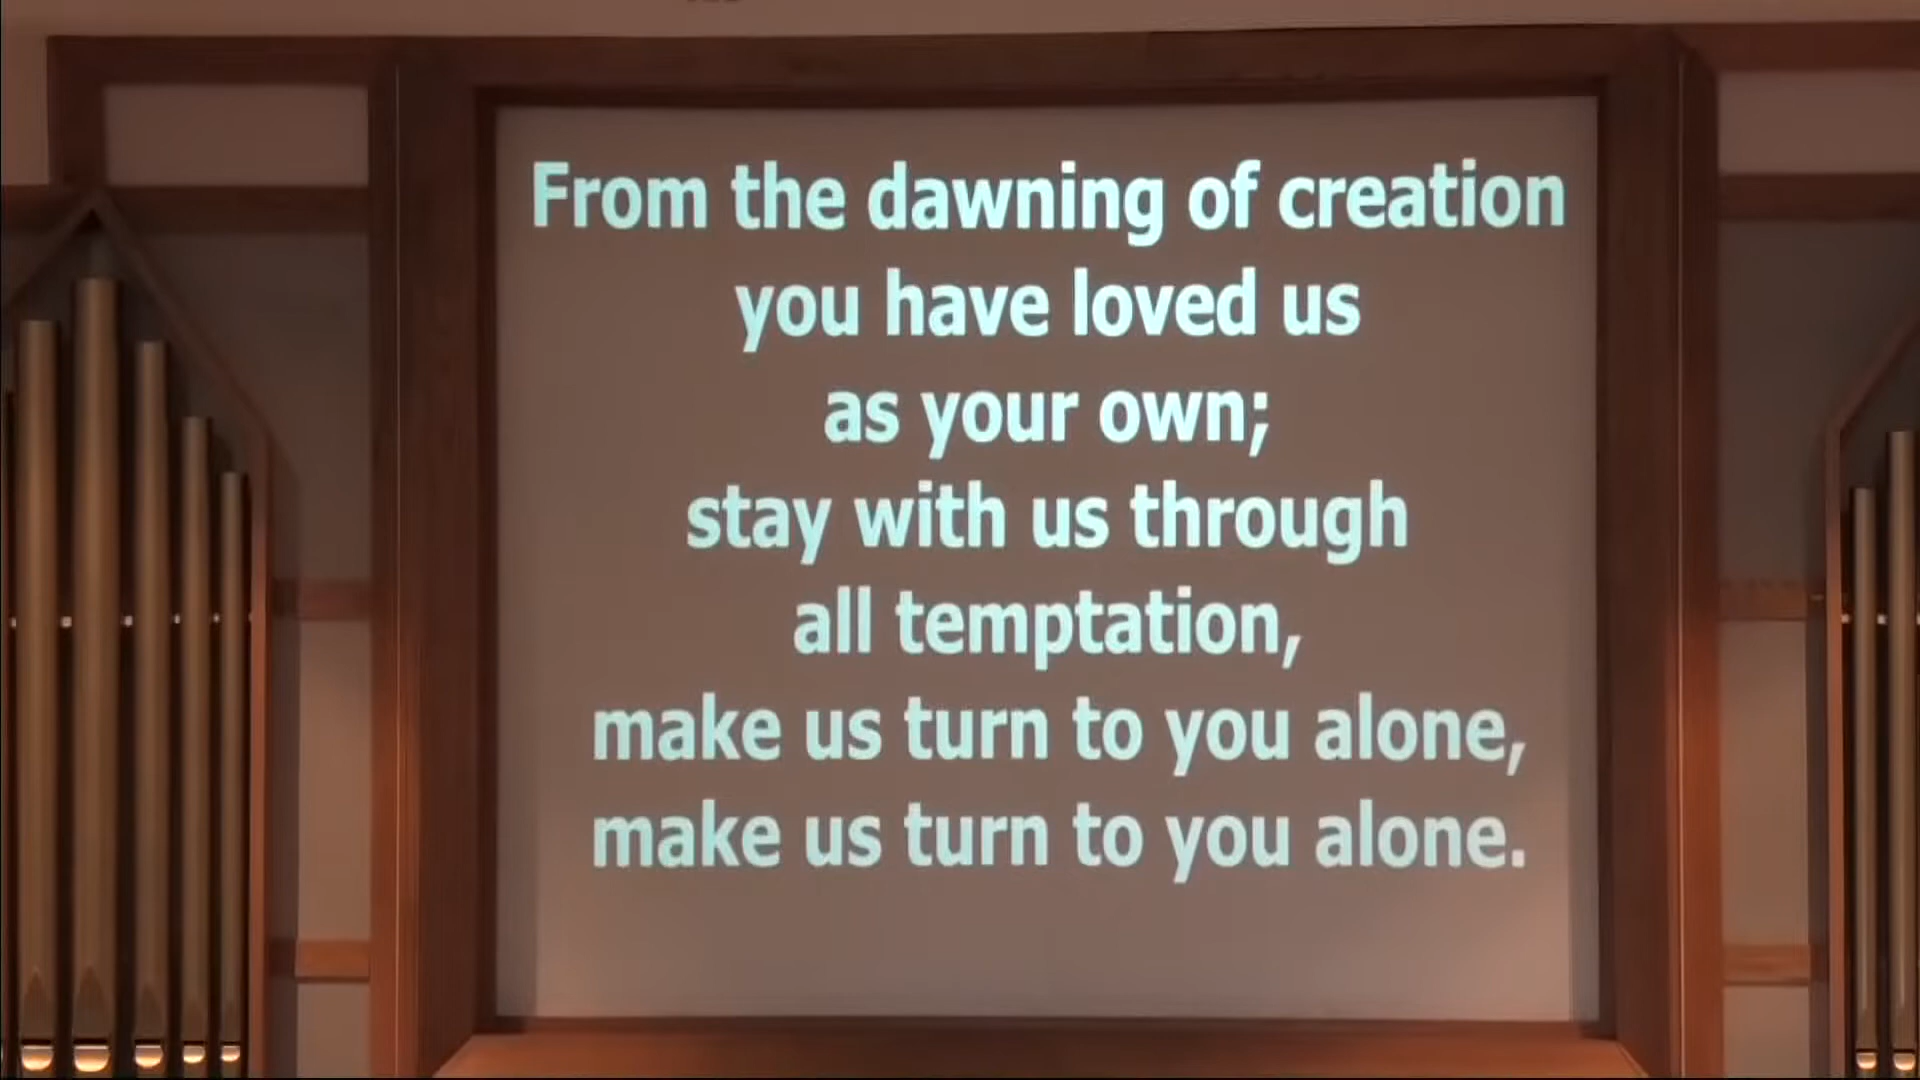 From the dawning of creation
you have loved us
as your own;
stay with us through
all temptation,
make us turn to you alone,
make us turn to you alone.